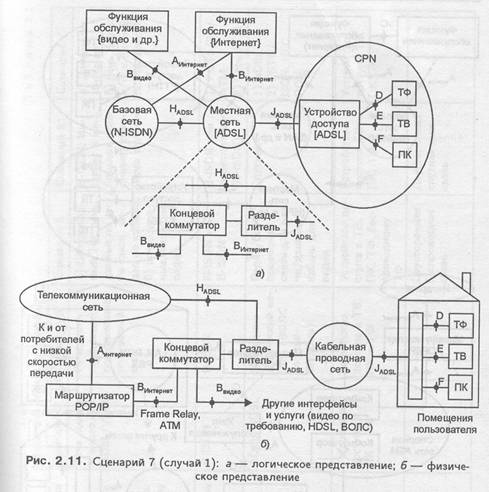 Функция
обслуживания
{видео и др.}
Функция
обслуживания
{Интернет}
CPN
Aинтернет
Bвидео
Bинтернет
Базовая
сеть
(N-ISDN)
HADSL
Местная
сеть
[ADSL]
JADSL
Устройство
доступа
[ADSL]
D
ТФ
E
ТВ
F
ПК
HADSL
Концевой
коммутатор
Разде-
литель
JADSL
Bвидео
Bинтернет
а)
Телекоммуникационная
сеть
HADSL
К и от
потребителей
с низкой
скоростью
передачи
Aинтернет
Концевой
коммутатор
Разде-
литель
JADSL
Кабельная
проводная
сеть
JADSL
D
ТФ
E
ТВ
F
ПК
Маршрутизатор
POP/IP
Bинтернет
Bвидео
Frame Relay,
ATM
Другие интерфейсы
и услуги (видео по
требованию, HDSL, ВОЛС)
Помещения
пользователя
б)
Рис. 2.11. Сценарий 7 (случай 1): а — логическое представление; б — физиче-
ское представление